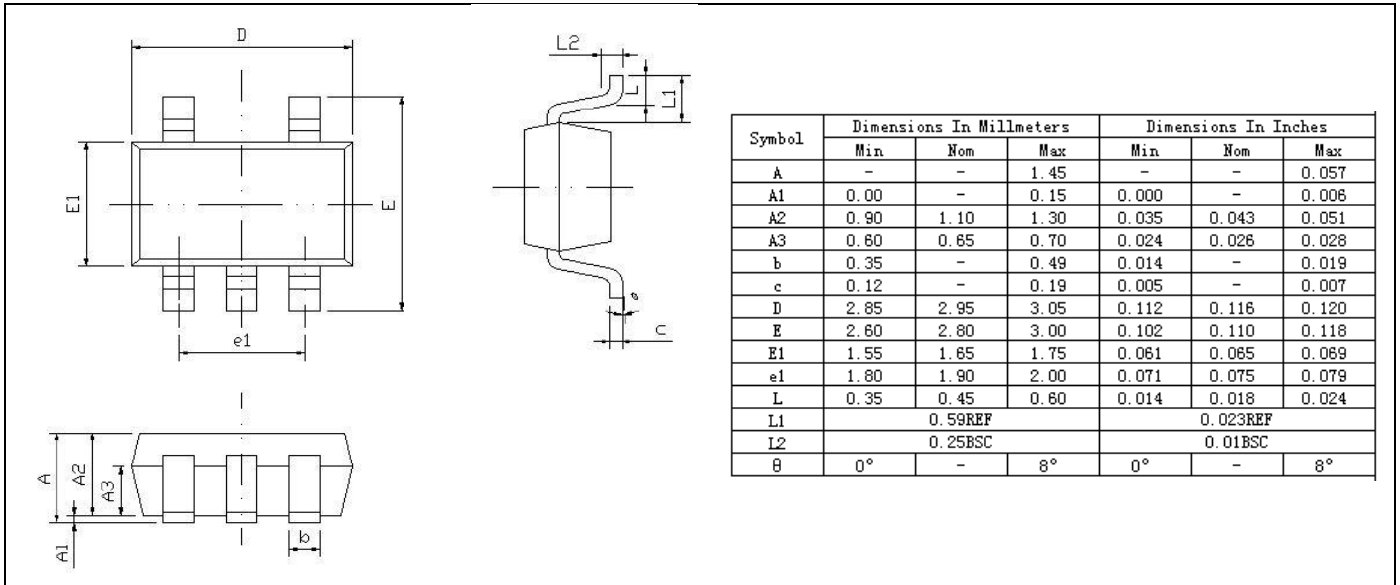 D
E1
E
e1
L2
L
L1
θ
c
A
A2
A3
A1
b
Symbol Dimensions In Millmeters Dimensions In Inches
Min Nom Max Min Nom Max
A - - 1.45 - - 0.057
A1 0.00 - 0.15 0.000 - 0.006
A2 0.90 1.10 1.30 0.035 0.043 0.051
A3 0.60 0.65 0.70 0.024 0.026 0.028
b 0.35 - 0.49 0.014 - 0.019
c 0.12 - 0.19 0.005 - 0.007
D 2.85 2.95 3.05 0.112 0.116 0.120
E 2.60 2.80 3.00 0.102 0.110 0.118
E1 1.55 1.65 1.75 0.061 0.065 0.069
e1 1.80 1.90 2.00 0.071 0.075 0.079
L 0.35 0.45 0.60 0.014 0.018 0.024
L1 0.59REF 0.023REF
L2 0.25BSC 0.01BSC
θ 0° - 8° 0° - 8°